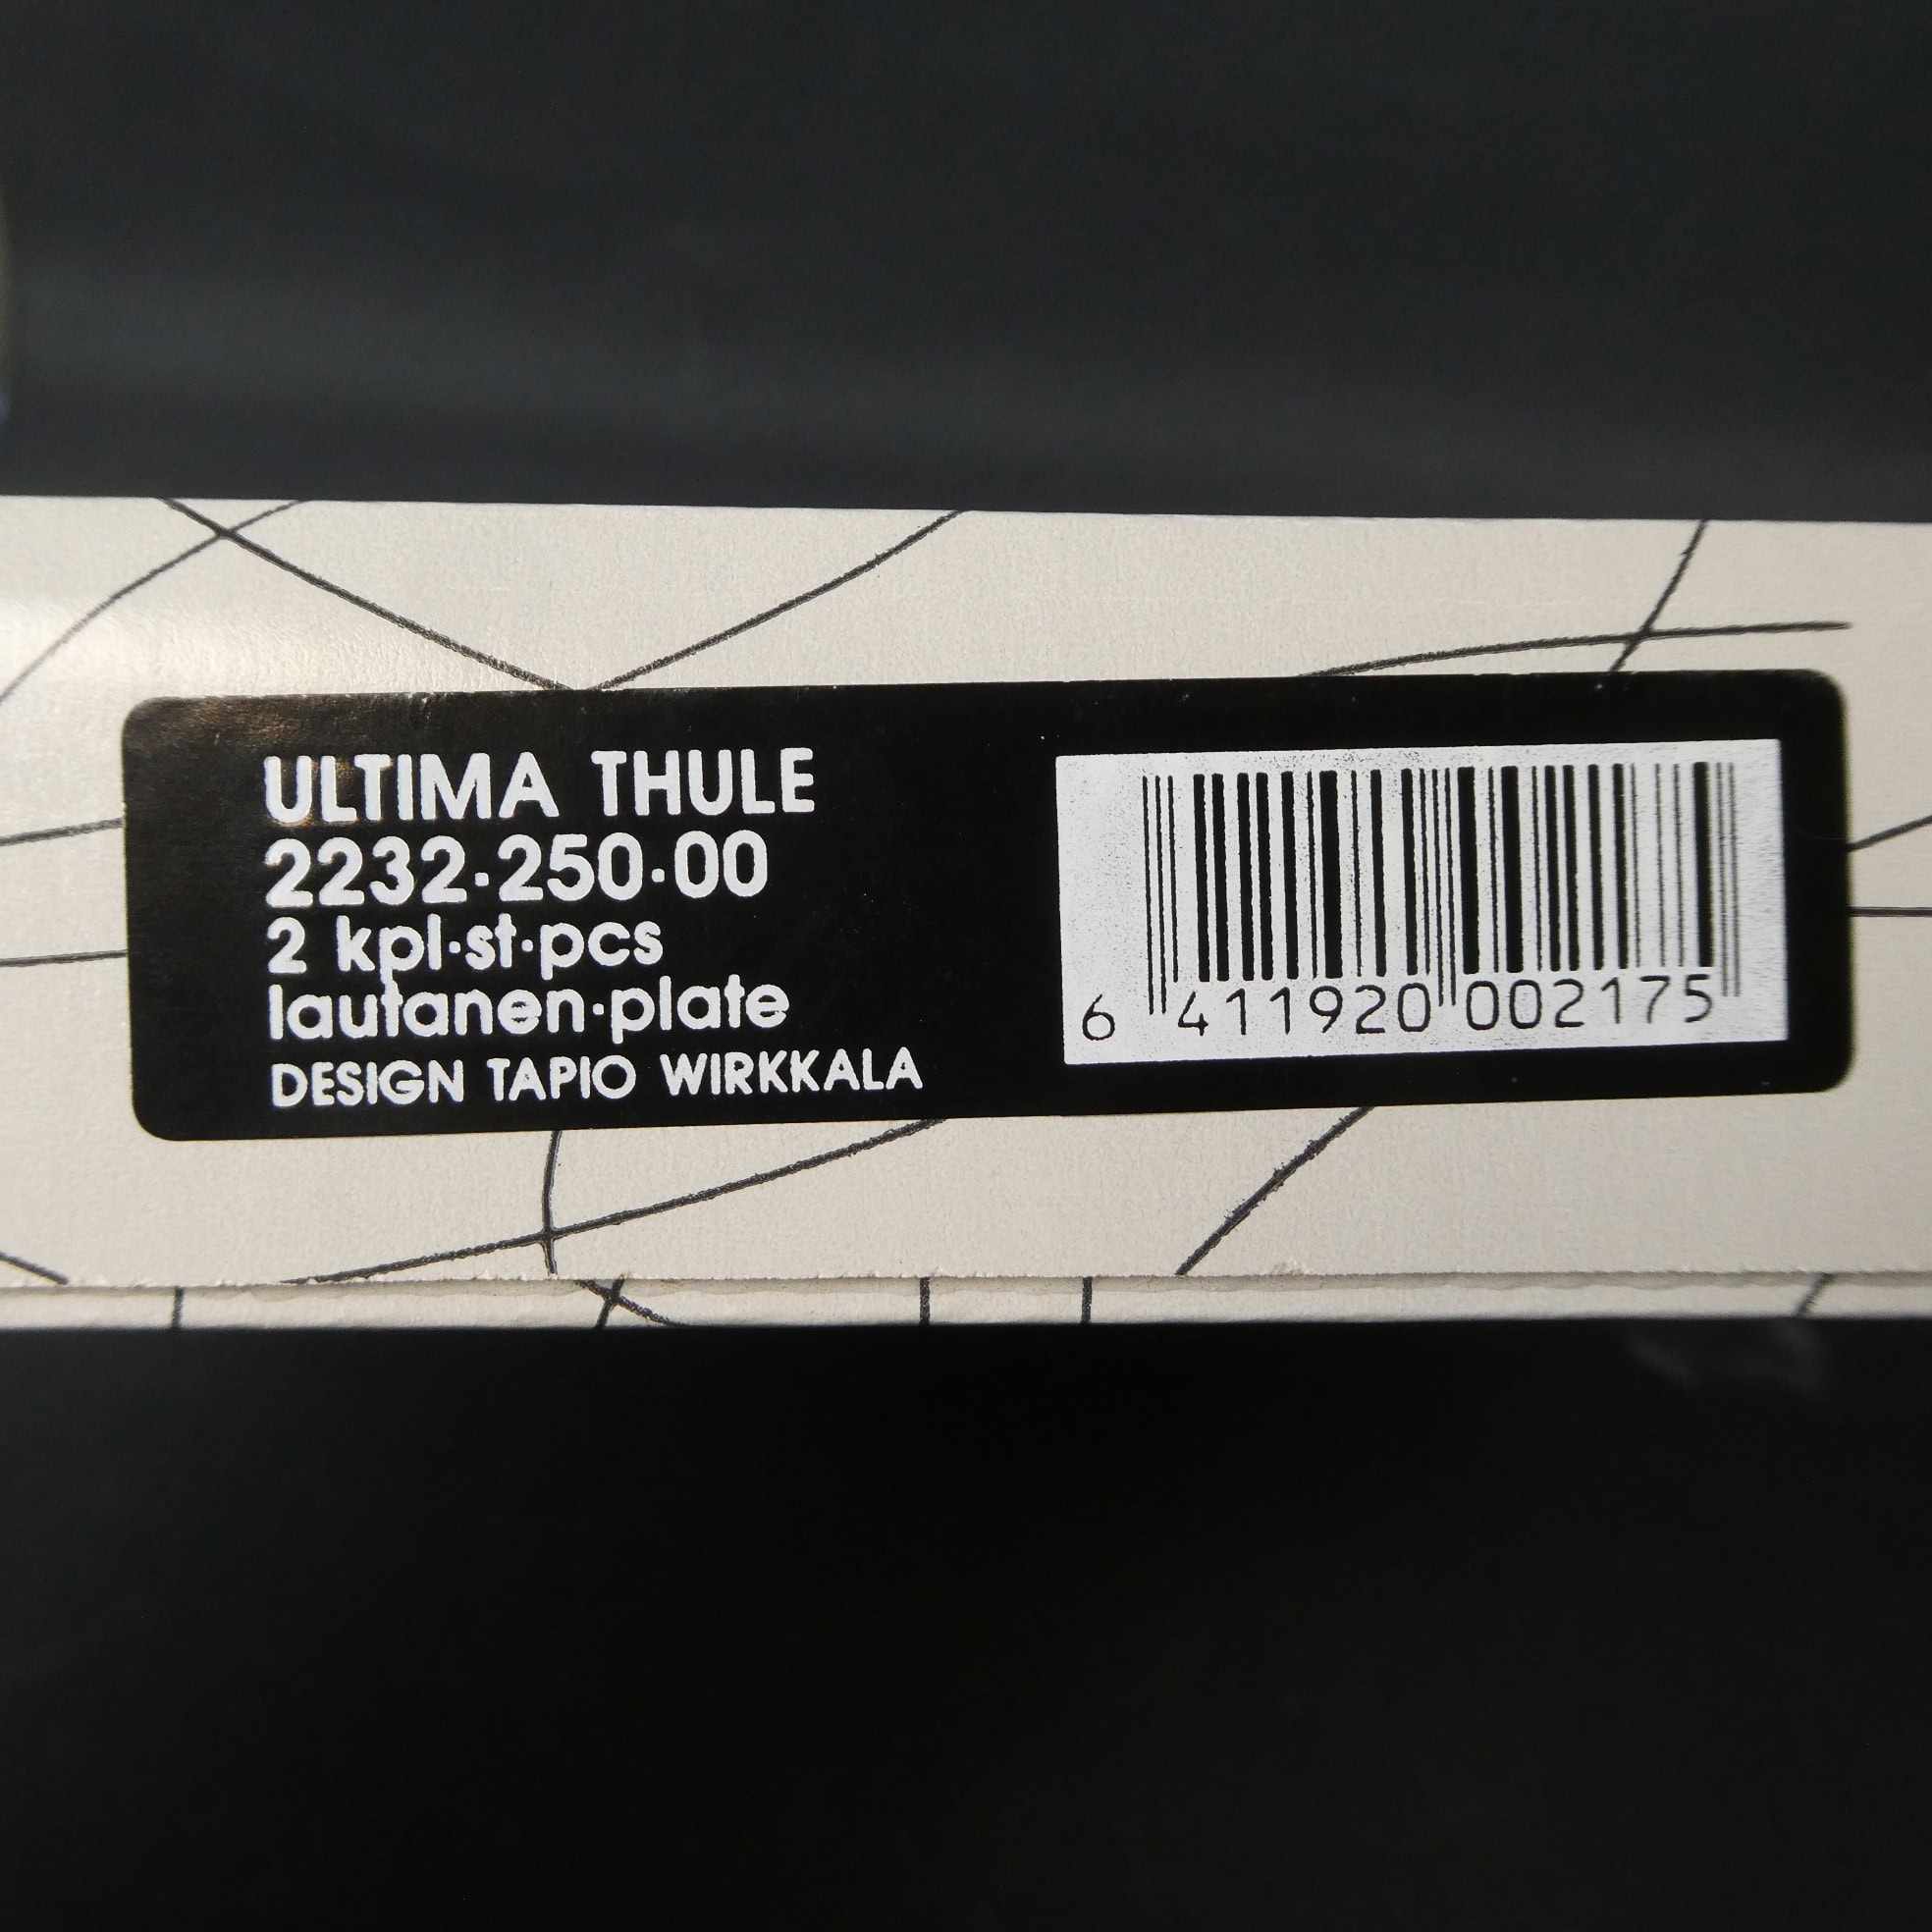 ULTIMA THULE
2232·250·00
2 kpl·st·pcs
lautanen·plate
DESIGN TAPIO WIRKKALA
6 411920 002175